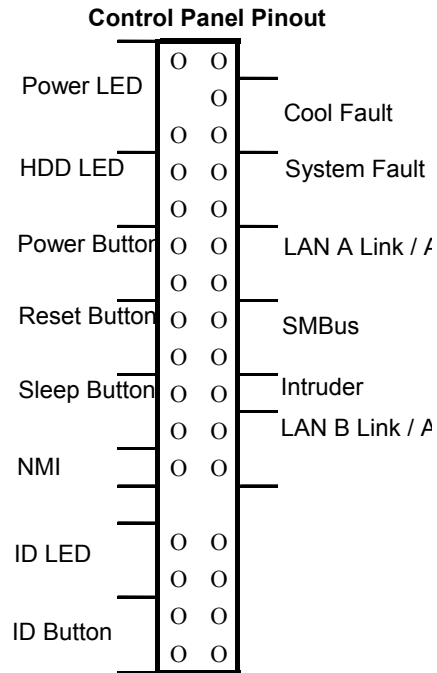 Control Panel Pinout
Power LED
Cool Fault
HDD LED
System Fault
Power Button
LAN A Link / A
Reset Button
SMBus
Sleep Button
Intruder
LAN B Link / A
NMI
ID LED
ID Button